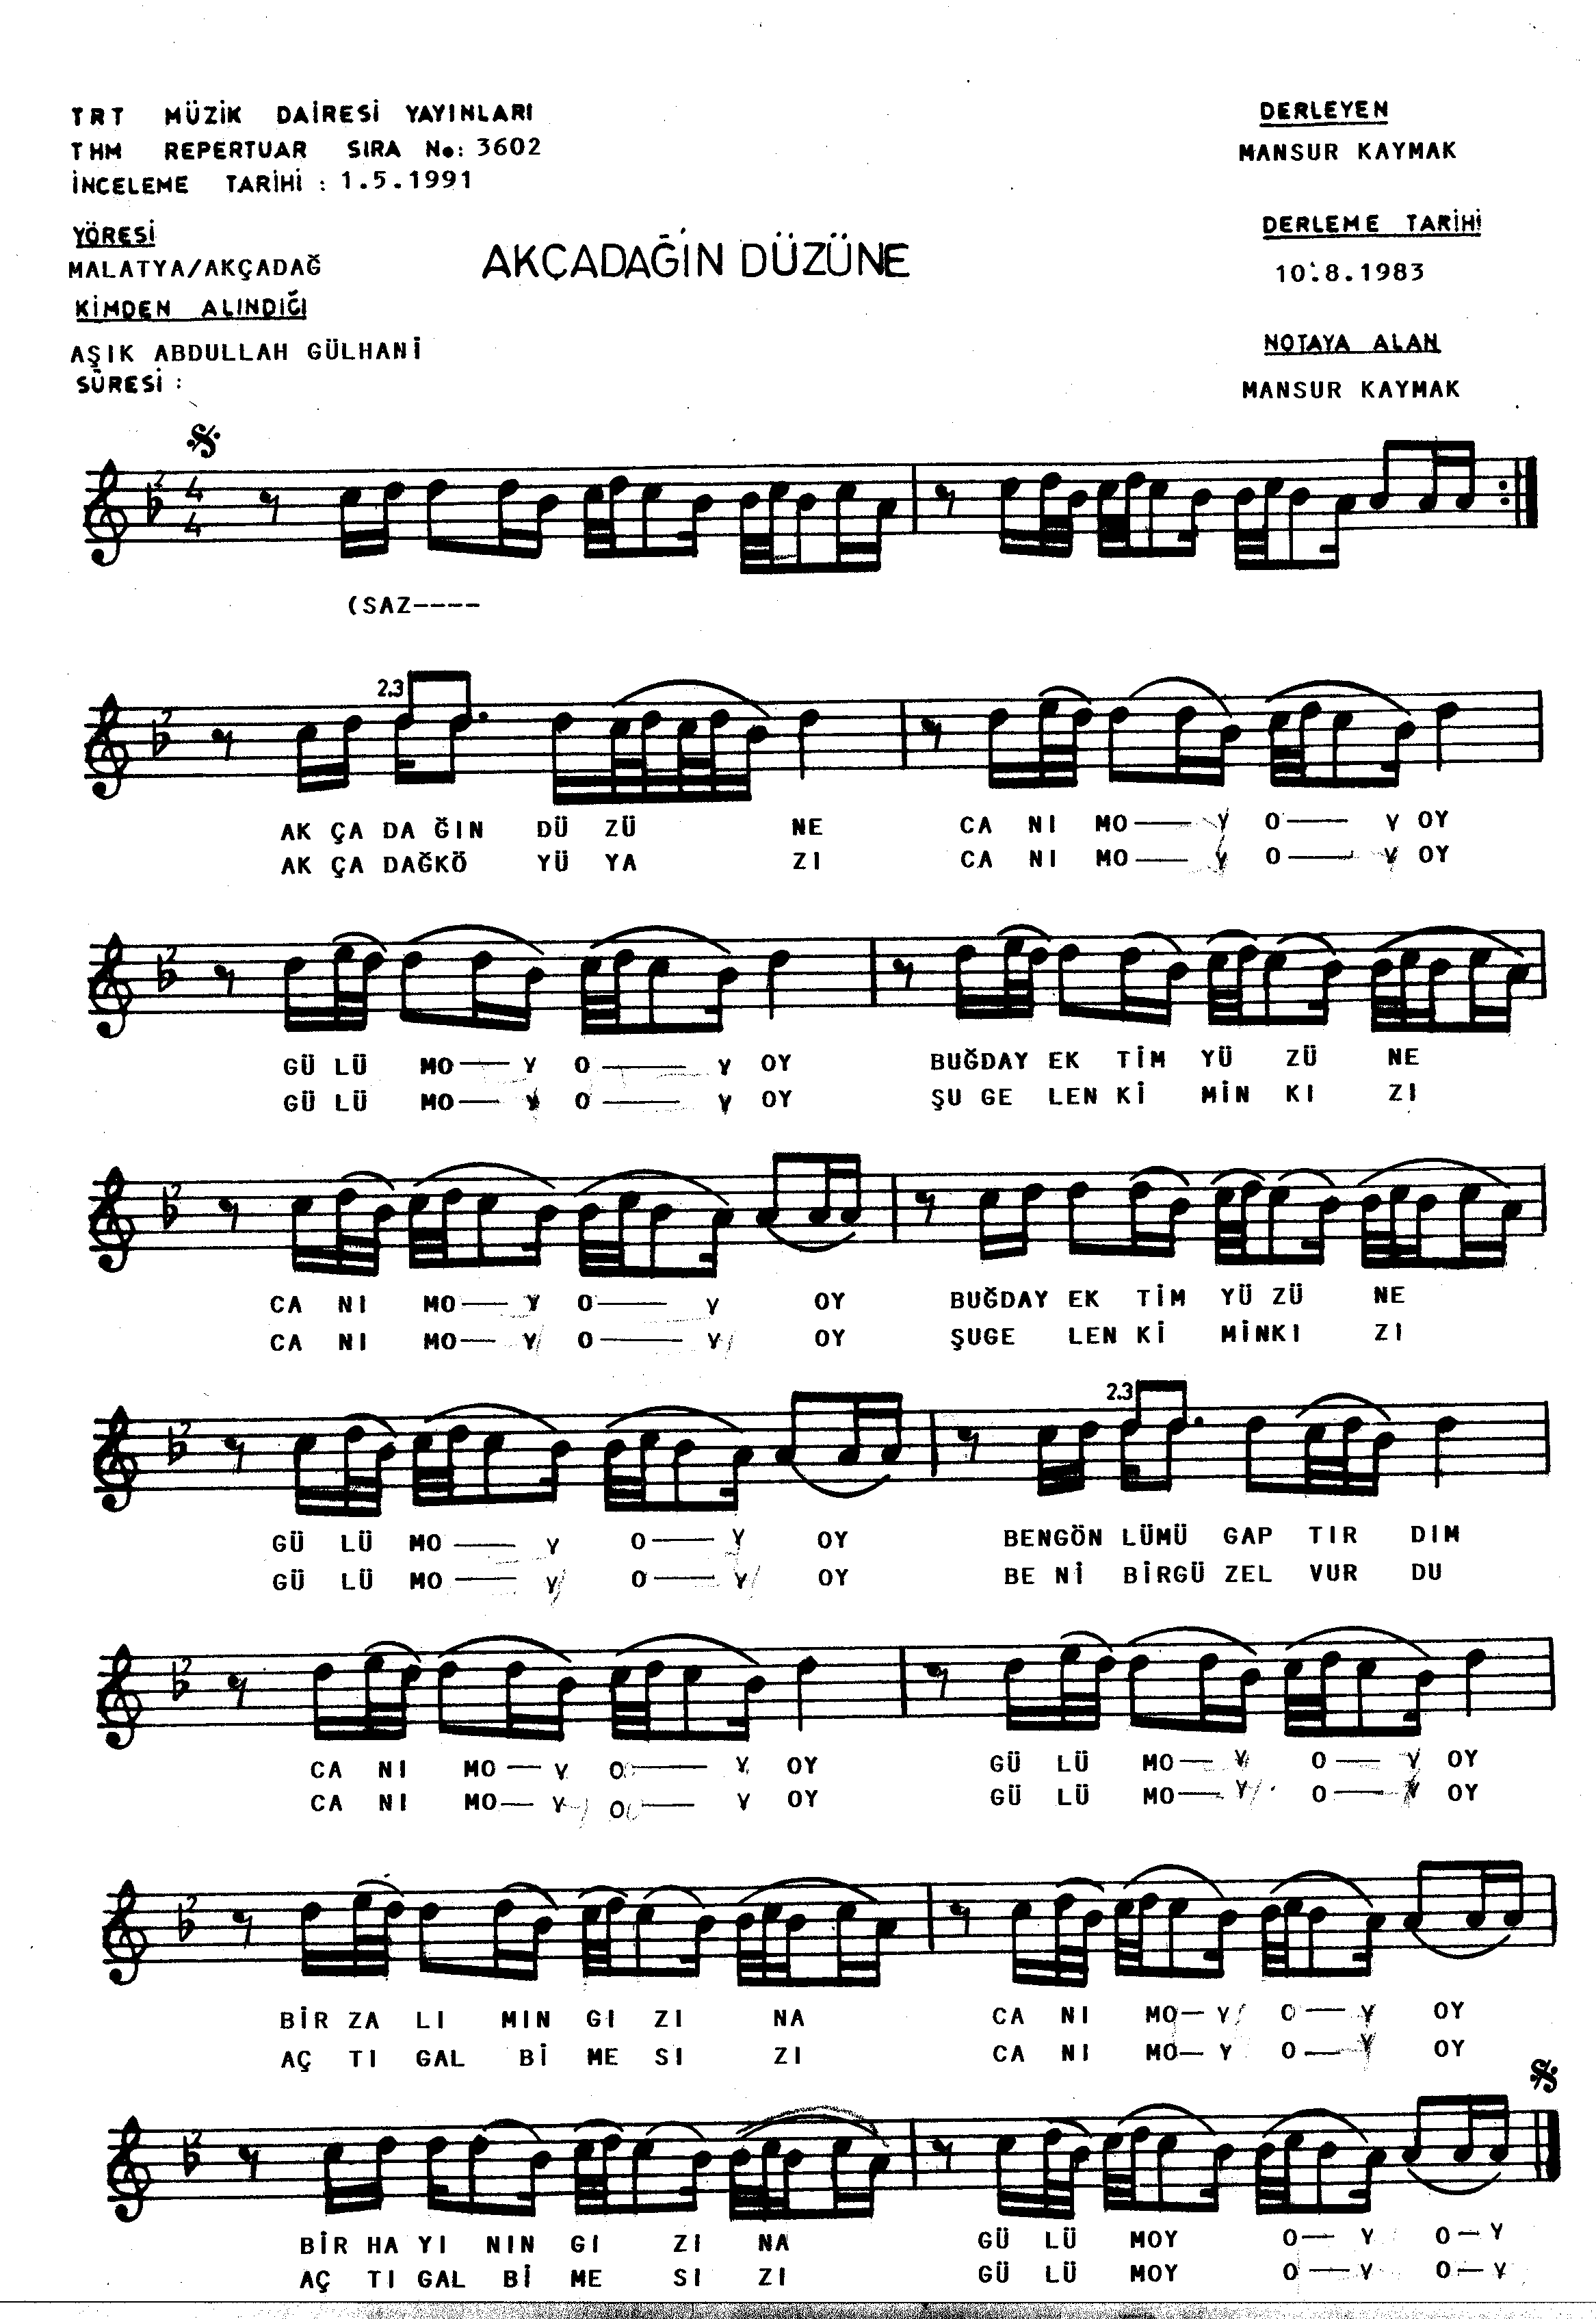 TRT MÜZİK DAİRESİ YAYINLARI
THM REPERTUAR SIRA No: 3602
İNCELEME TARİHİ : 1.5.1991
DERLEYEN
MANSUR KAYMAK
YÖRESİ
MALATYA/AKÇADAĞ
KİMDEN ALINDIĞI
AŞIK ABDULLAH GÜLHANİ
SÜRESİ :
AKÇADAĞİN DÜZÜNE
DERLEME TARİHİ
10.8.1983
NOTAYA ALAN
MANSUR KAYMAK
2
4
4
(SAZ----
2
2.3
AK ÇA DA ĞIN DÜ ZÜ NE CA NI MO—— Y O—— Y OY
AK ÇA DAĞKÖ YÜ YA ZI CA NI MO—— Y O—— Y OY
2
GÜ LÜ MO—— Y O—— Y OY BUĞDAY EK TİM YÜ ZÜ NE
GÜ LÜ MO—— Y O—— Y OY ŞU GE LEN Kİ MİN KI ZI
2
CA NI MO—— Y O—— Y OY BUĞDAY EK TİM YÜ ZÜ NE
CA NI MO—— Y O—— Y OY ŞUGE LEN Kİ MİNKI ZI
2
2.3
GÜ LÜ MO—— Y O—— Y OY BENGÖN LÜMÜ GAP TIR DIM
GÜ LÜ MO—— Y O—— Y OY BE Nİ BİRGÜ ZEL VUR DU
2
CA NI MO—— Y O—— Y OY GÜ LÜ MO—— Y O—— Y OY
CA NI MO—— Y O—— Y OY GÜ LÜ MO—— Y O—— Y OY
2
BİR ZA LI MIN GI ZI NA CA NI MO— Y O—— Y OY
AÇ TI GAL Bİ ME SI ZI CA NI MO— Y O—— Y OY
2
BİR HA YI NIN GI ZI NA GÜ LÜ MOY O—— Y O—Y
AÇ TI GAL Bİ ME SI ZI GÜ LÜ MOY O—— Y O—Y